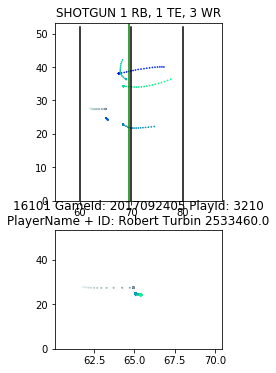 SHOTGUN 1 RB, 1 TE, 3 WR
50
40
30
20
10
0
60 70 80
16101 GameId: 2017092405 PlayId: 3210
PlayerName + ID: Robert Turbin 2533460.0
40
20
0
62.5 65.0 67.5 70.0